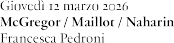 Giovedì 12 marzo 2026
McGregor / Maillot / Naharin
Francesca Pedroni